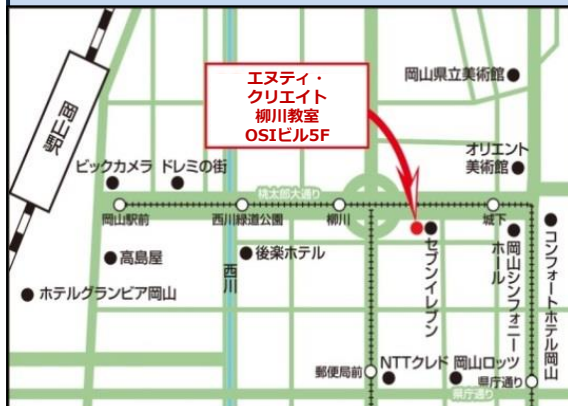 エヌティ・
クリエイト
柳川教室
OSIビル5F
岡山県立美術館
岡山駅
オリエント
美術館
ビックカメラ
ドレミの街
桃太郎大通り
岡山駅前
西川緑道公園
柳川
城下
高島屋
後楽ホテル
西川
セブンイレブン
岡山シンフォニー
ホール
コンフォートホテル岡山
ホテルグランビア岡山
郵便局前
NTTクレド
岡山ロッツ
県庁通り
県庁通り